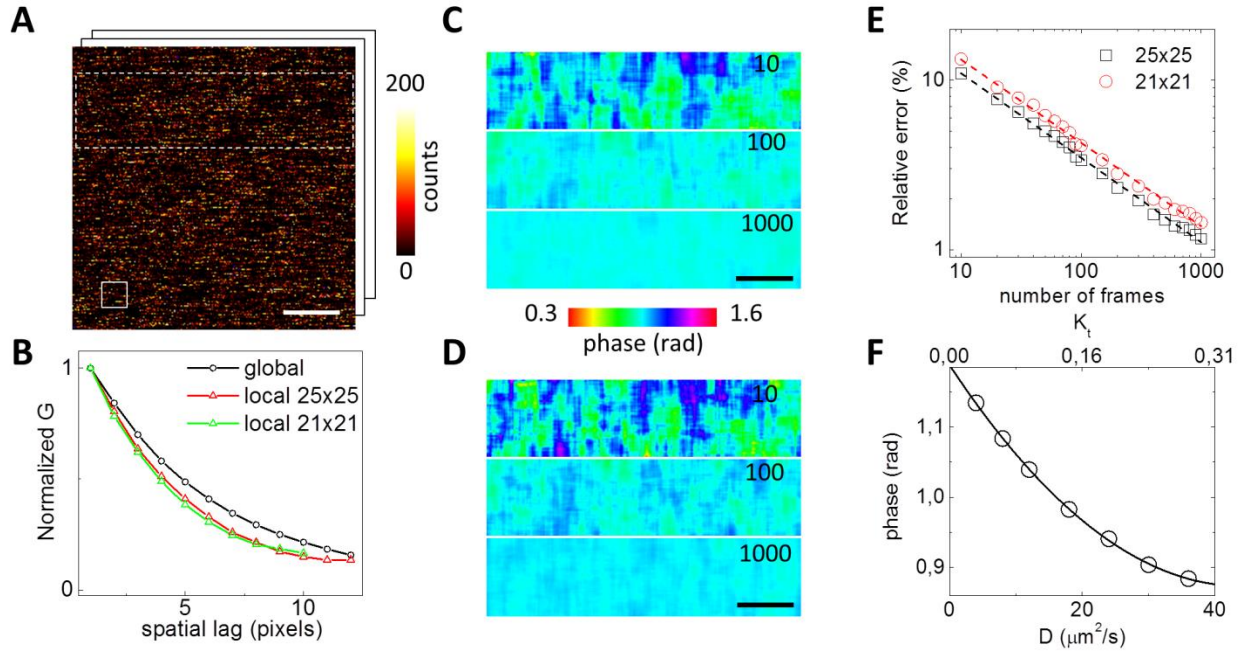 A
200
counts
0
B
1
Normalized G
0
global
local 25x25
local 21x21
5
10
spatial lag (pixels)
C
10
100
1000
0.3
1.6
phase (rad)
D
10
100
1000
E
Relative error (%)
10
1
25x25
21x21
10
100
1000
number of frames
K_t
F
0,00
0,16
0,31
phase (rad)
1,1
1,0
0,9
0
20
40
D (μm²/s)